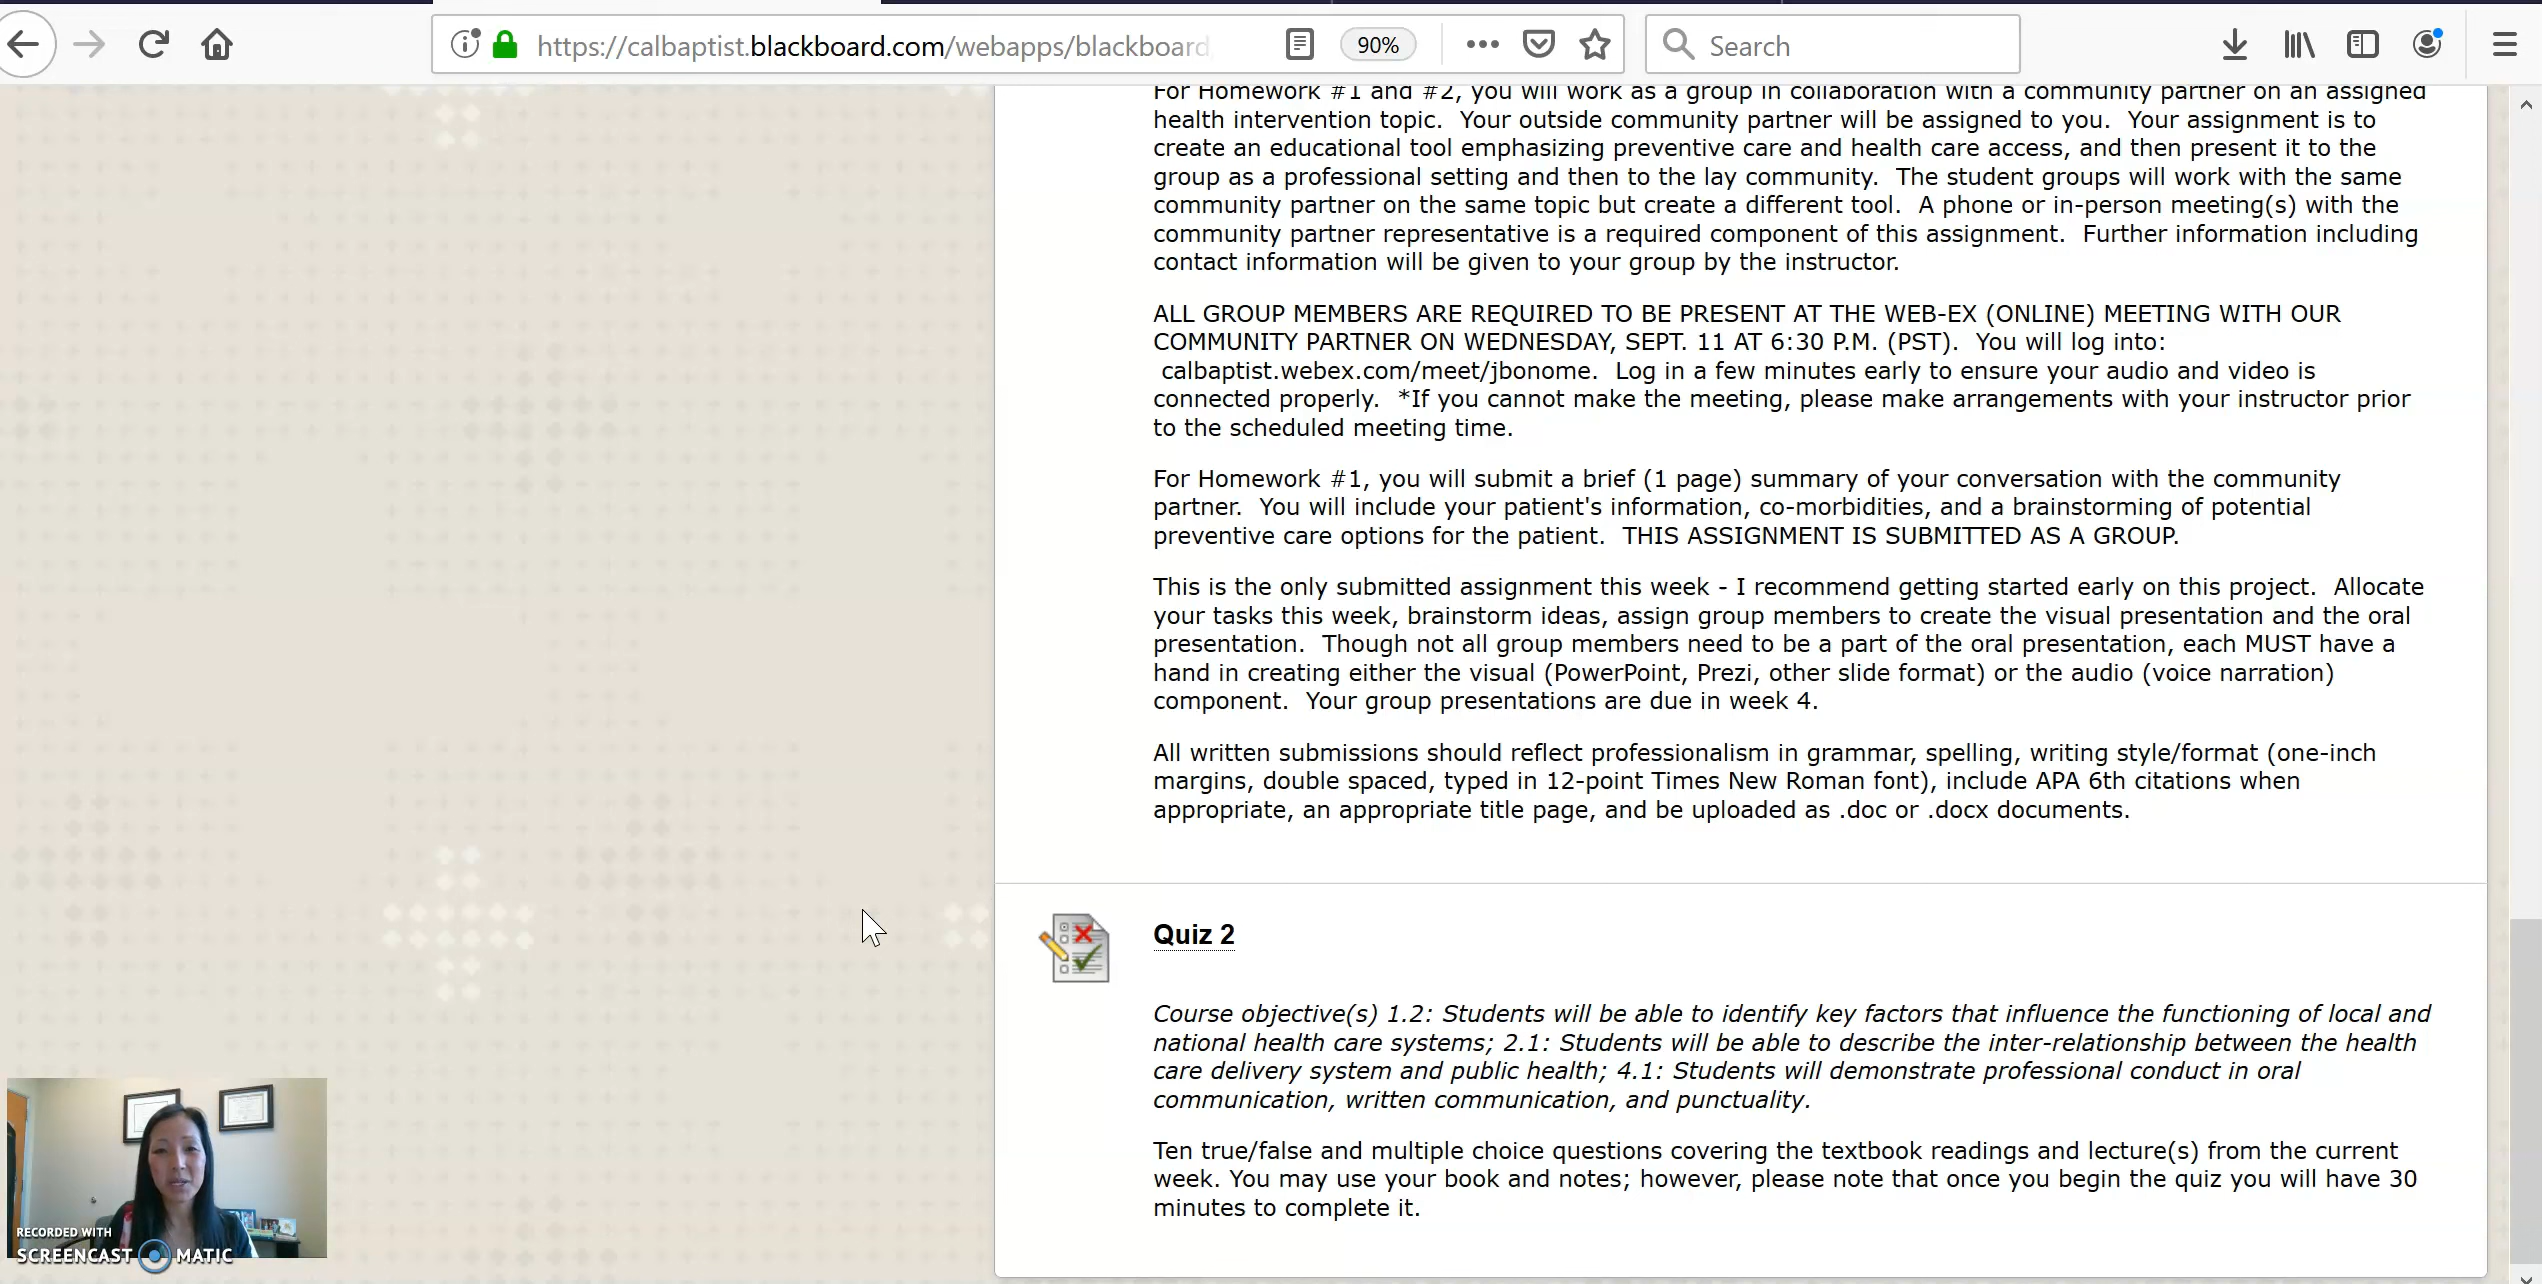 https://calbaptist.blackboard.com/webapps/blackboard
90%
Search
For Homework #1 and #2, you will work as a group in collaboration with a community partner on an assigned
health intervention topic.  Your outside community partner will be assigned to you.  Your assignment is to
create an educational tool emphasizing preventive care and health care access, and then present it to the
group as a professional setting and then to the lay community.  The student groups will work with the same
community partner on the same topic but create a different tool.  A phone or in-person meeting(s) with the
community partner representative is a required component of this assignment.  Further information including
contact information will be given to your group by the instructor.
ALL GROUP MEMBERS ARE REQUIRED TO BE PRESENT AT THE WEB-EX (ONLINE) MEETING WITH OUR
COMMUNITY PARTNER ON WEDNESDAY, SEPT. 11 AT 6:30 P.M. (PST).  You will log into:
calbaptist.webex.com/meet/jbonome.  Log in a few minutes early to ensure your audio and video is
connected properly.  *If you cannot make the meeting, please make arrangements with your instructor prior
to the scheduled meeting time.
For Homework #1, you will submit a brief (1 page) summary of your conversation with the community
partner.  You will include your patient's information, co-morbidities, and a brainstorming of potential
preventive care options for the patient.  THIS ASSIGNMENT IS SUBMITTED AS A GROUP.
This is the only submitted assignment this week - I recommend getting started early on this project.  Allocate
your tasks this week, brainstorm ideas, assign group members to create the visual presentation and the oral
presentation.  Though not all group members need to be a part of the oral presentation, each MUST have a
hand in creating either the visual (PowerPoint, Prezi, other slide format) or the audio (voice narration)
component.  Your group presentations are due in week 4.
All written submissions should reflect professionalism in grammar, spelling, writing style/format (one-inch
margins, double spaced, typed in 12-point Times New Roman font), include APA 6th citations when
appropriate, an appropriate title page, and be uploaded as .doc or .docx documents.
Quiz 2
Course objective(s) 1.2: Students will be able to identify key factors that influence the functioning of local and
national health care systems; 2.1: Students will be able to describe the inter-relationship between the health
care delivery system and public health; 4.1: Students will demonstrate professional conduct in oral
communication, written communication, and punctuality.
Ten true/false and multiple choice questions covering the textbook readings and lecture(s) from the current
week. You may use your book and notes; however, please note that once you begin the quiz you will have 30
minutes to complete it.
RECORDED WITH
SCREENCAST MATIC